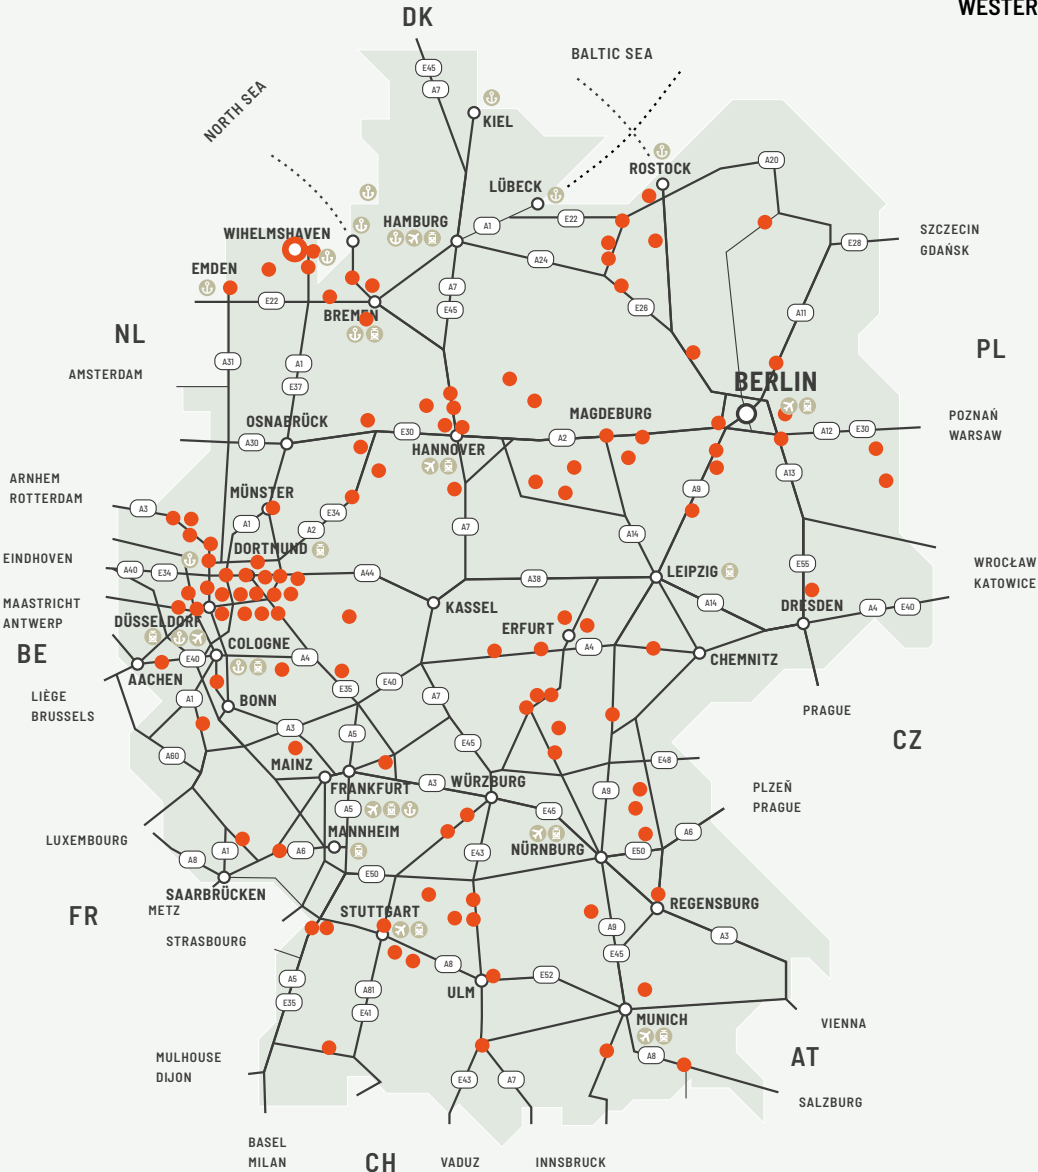 WESTER
DK
BALTIC SEA
NORTH SEA
E45
A7
KIEL
A20
ROSTOCK
LÜBECK
HAMBURG
A1
E22
WIHELMSHAVEN
SZCZECIN
GDAŃSK
E28
EMDEN
A24
E22
A7
E45
E26
A11
BREMEN
NL
PL
AMSTERDAM
A31
A1
E37
BERLIN
OSNABRÜCK
MAGDEBURG
POZNAŃ
WARSAW
A30
E30
A2
A12
E30
HANNOVER
A13
ARNHEM
ROTTERDAM
MÜNSTER
A9
A3
A1
E34
A2
A7
A14
DORTMUND
EINDHOVEN
WROCŁAW
KATOWICE
A40
E34
A44
A38
LEIPZIG
E55
MAASTRICHT
ANTWERP
KASSEL
A14
DRESDEN
A4
E40
DÜSSELDORF
ERFURT
BE
COLOGNE
A4
E40
A4
CHEMNITZ
AACHEN
E35
E40
A7
LIÈGE
BRUSSELS
A1
BONN
PRAGUE
A3
A5
E45
CZ
A60
MAINZ
E48
FRANKFURT
A3
WÜRZBURG
A9
PLZEŇ
PRAGUE
A5
E45
MANNHEIM
LUXEMBOURG
A8
A1
A6
E43
NÜRNBURG
E50
A6
E50
SAARBRÜCKEN
METZ
FR
STUTTGART
REGENSBURG
STRASBOURG
A9
A3
E45
A8
E52
A5
E35
A81
E41
ULM
MUNICH
VIENNA
A8
AT
MULHOUSE
DIJON
E43
A7
SALZBURG
BASEL
MILAN
CH
VADUZ
INNSBRUCK